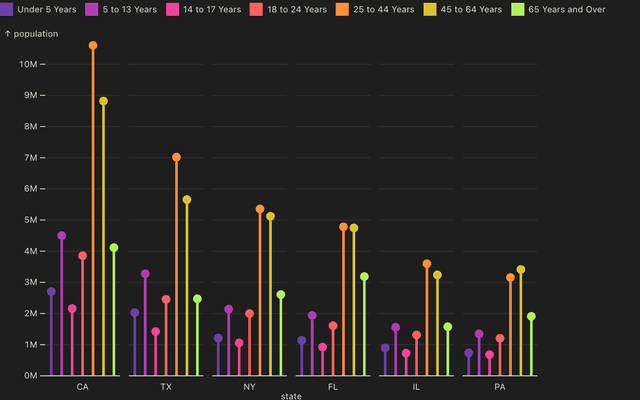 Under 5 Years 5 to 13 Years 14 to 17 Years 18 to 24 Years 25 to 44 Years 45 to 64 Years 65 Years and Over
↑ population
10M
9M
8M
7M
6M
5M
4M
3M
2M
1M
0M
CA TX NY FL IL PA
state